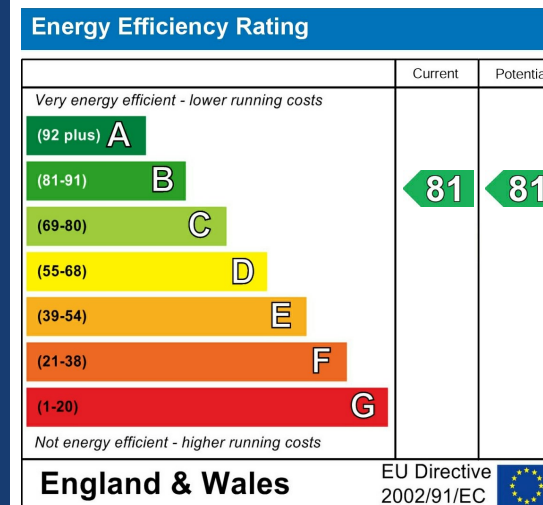 Energy Efficiency Rating
Current Potentia
Very energy efficient - lower running costs
(92 plus) A
(81-91) B
81 81
(69-80) C
(55-68) D
(39-54) E
(21-38) F
(1-20) G
Not energy efficient - higher running costs
England & Wales
EU Directive
2002/91/EC